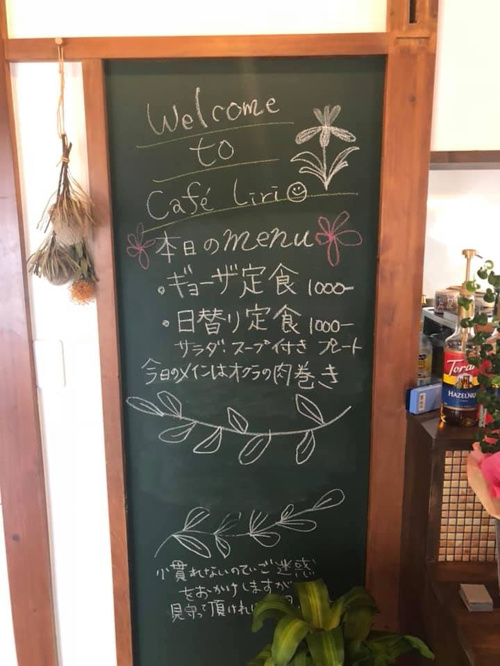 Welcome
to
Café Liri
本日のmenu
・ギョーザ定食 1000-
・日替り定食 1000-
サラダ、スープ付き プレート
今日のメインはオクラの肉巻き
小慣れないのでご迷惑
をおかけしますが
見守って頂ければ
Torani
HAZELNUT